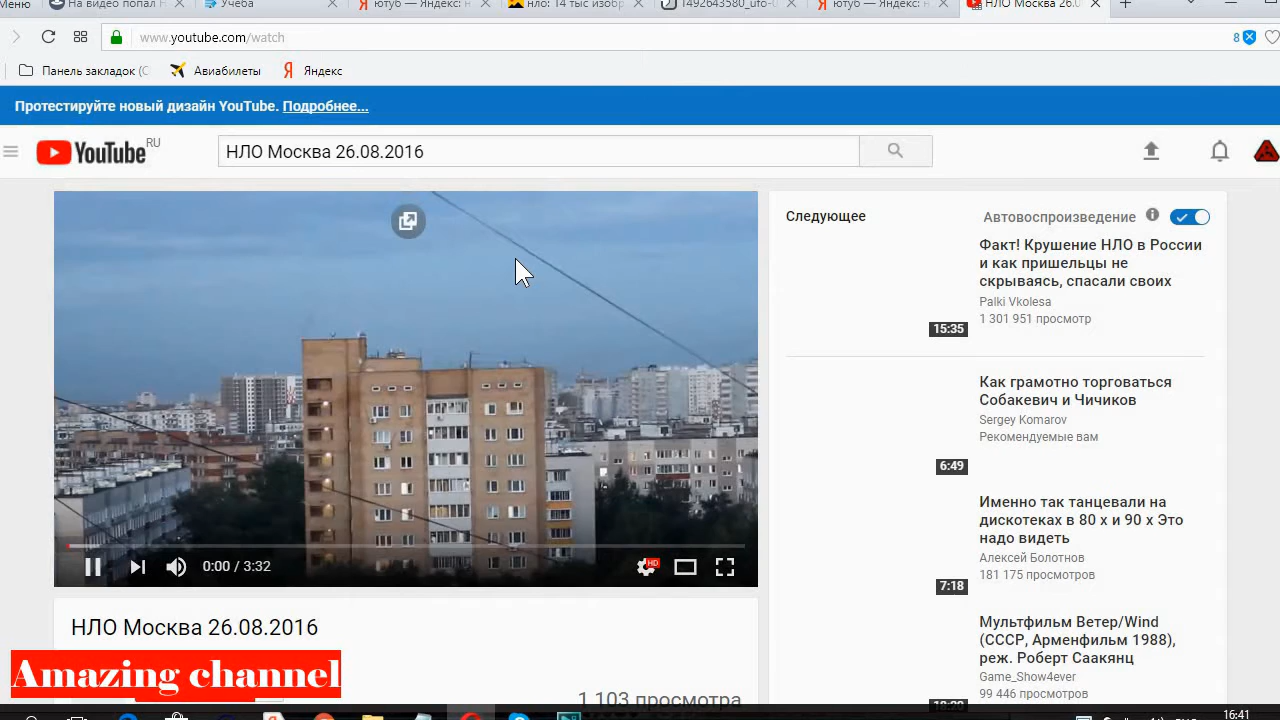 Меню
На видео попал
Учеба
ютуб — Яндекс: н
нло: 14 тыс изобр
1492643580_ufo-0
ютуб — Яндекс: н
НЛО Москва 26.0
www.youtube.com/watch
8
Панель закладок (О
Авиабилеты
Яндекс
Протестируйте новый дизайн YouTube. Подробнее...
YouTube RU
НЛО Москва 26.08.2016
Следующее
Автовоспроизведение
Факт! Крушение НЛО в России
и как пришельцы не
скрываясь, спасали своих
Palki Vkolesa
1 301 951 просмотр
15:35
Как грамотно торговаться
Собакевич и Чичиков
Sergey Komarov
Рекомендуемые вам
6:49
Именно так танцевали на
дискотеках в 80 х и 90 х Это
надо видеть
Алексей Болотнов
181 175 просмотров
7:18
Мультфильм Ветер/Wind
(СССР, Арменфильм 1988),
реж. Роберт Саакянц
Game_Show4ever
99 446 просмотров
0:00 / 3:32
HD
НЛО Москва 26.08.2016
Amazing channel
1 103 просмотра
16:41